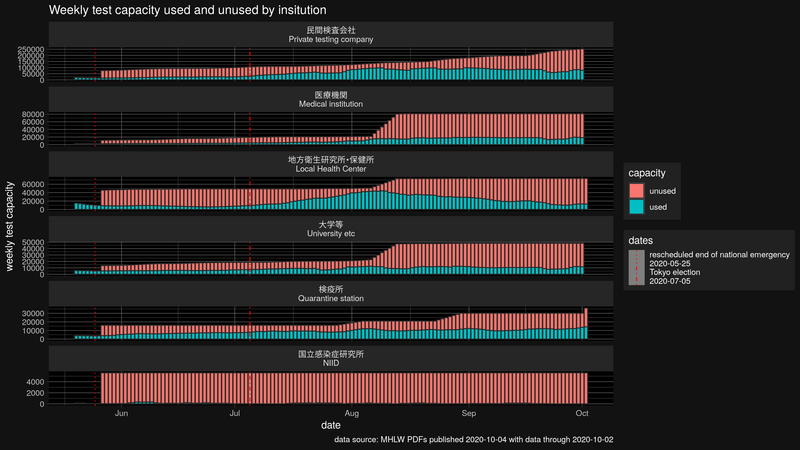 Weekly test capacity used and unused by insitution
民間検査会社
Private testing company
250000
200000
150000
100000
50000
0
医療機関
Medical institution
80000
60000
40000
20000
0
地方衛生研究所・保健所
Local Health Center
60000
40000
20000
0
大学等
University etc
50000
40000
30000
20000
10000
0
検疫所
Quarantine station
30000
20000
10000
0
国立感染症研究所
NIID
4000
2000
0
Jun Jul Aug Sep Oct
date
weekly test capacity
capacity
unused
used
dates
rescheduled end of national emergency
2020-05-25
Tokyo election
2020-07-05
data source: MHLW PDFs published 2020-10-04 with data through 2020-10-02